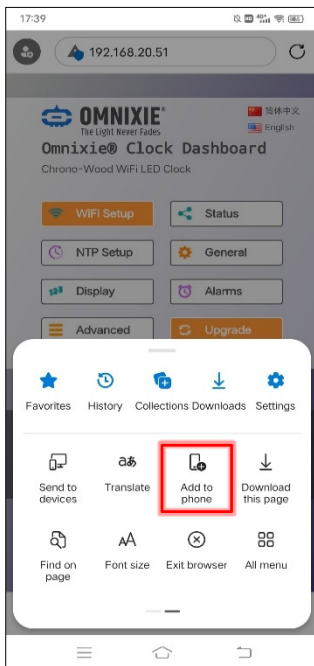 17:39
192.168.20.51
OMNIXIE®
The Light Never Fades
简体中文
English
Omnixie® Clock Dashboard
Chrono-Wood WiFi LED Clock
WiFi Setup
Status
NTP Setup
General
Display
Alarms
Advanced
Upgrade
Favorites
History
Collections
Downloads
Settings
Send to
devices
aあ
Translate
Add to
phone
Download
this page
Find on
page
AA
Font size
Exit browser
All menu